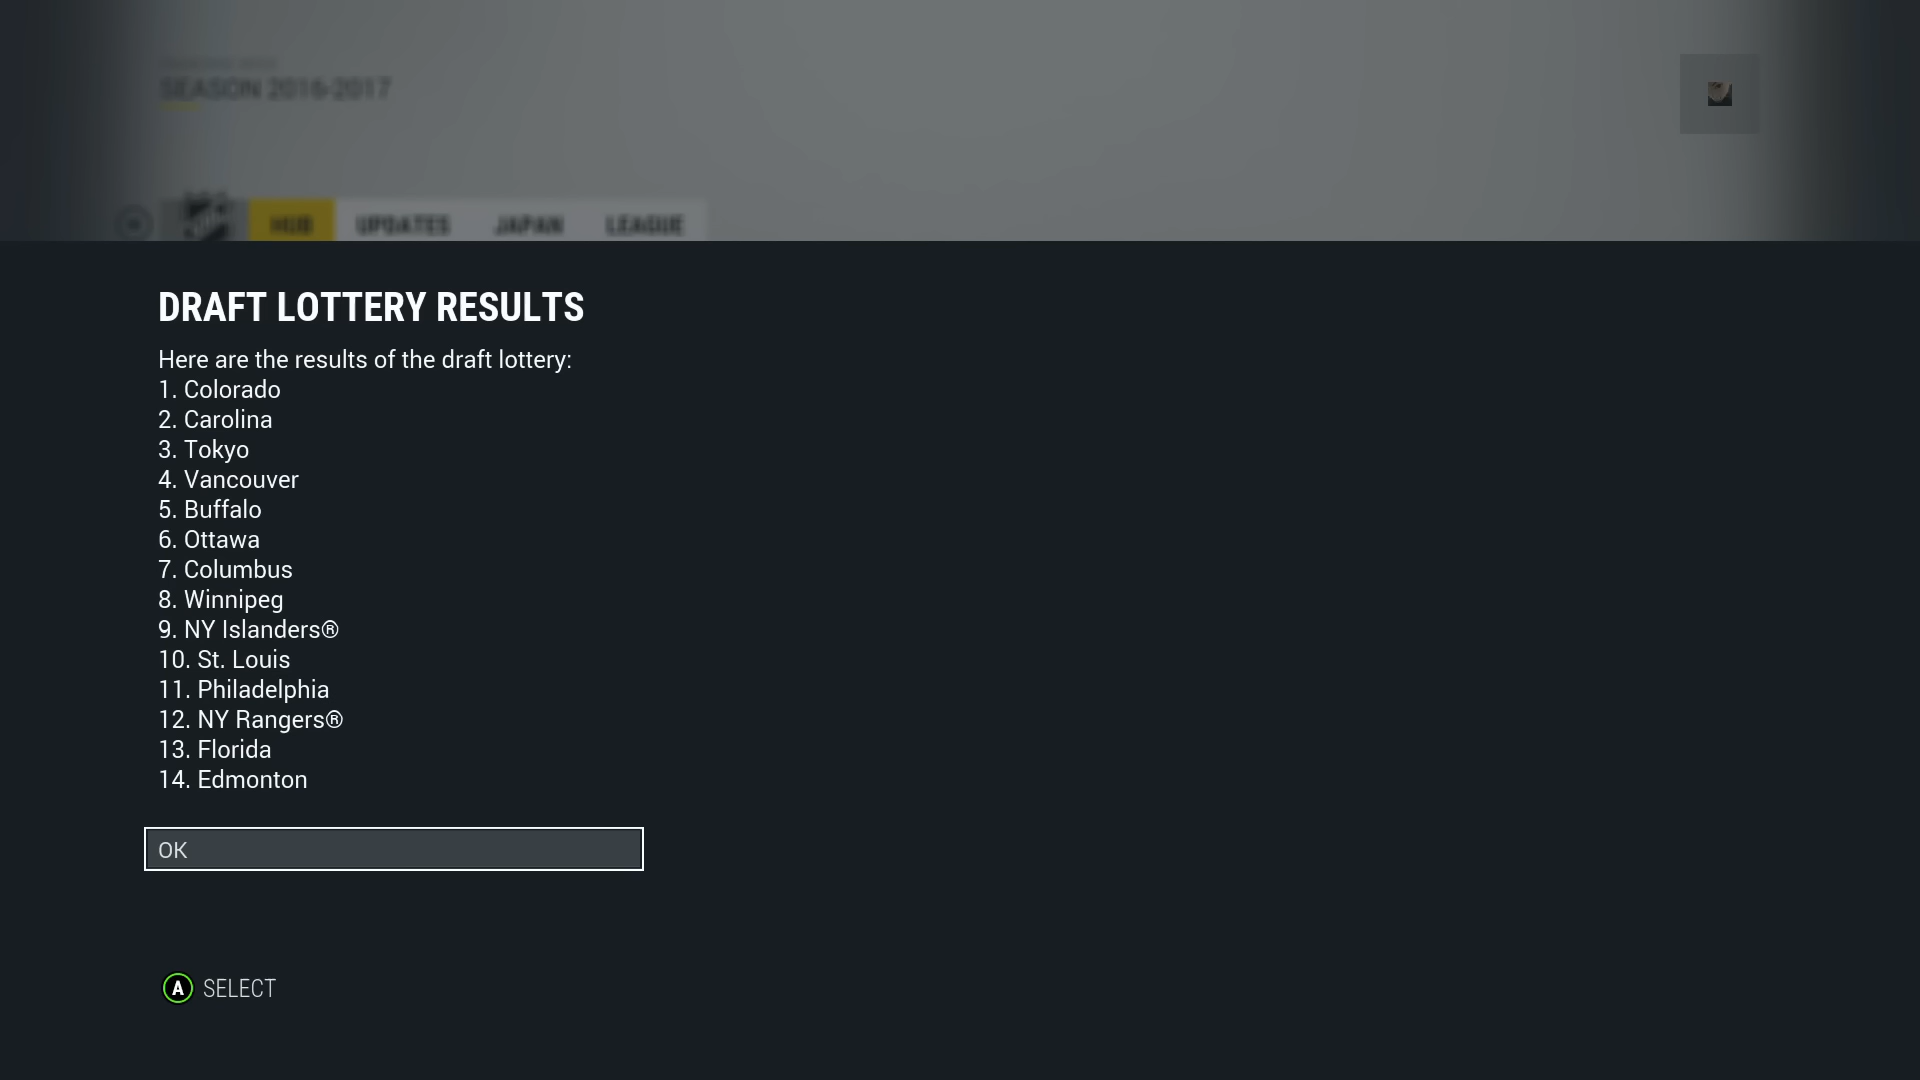 SEASON 2016-2017
HUB UPDATES JAPAN LEAGUE
DRAFT LOTTERY RESULTS
Here are the results of the draft lottery:
1. Colorado
2. Carolina
3. Tokyo
4. Vancouver
5. Buffalo
6. Ottawa
7. Columbus
8. Winnipeg
9. NY Islanders®
10. St. Louis
11. Philadelphia
12. NY Rangers®
13. Florida
14. Edmonton
OK
A SELECT